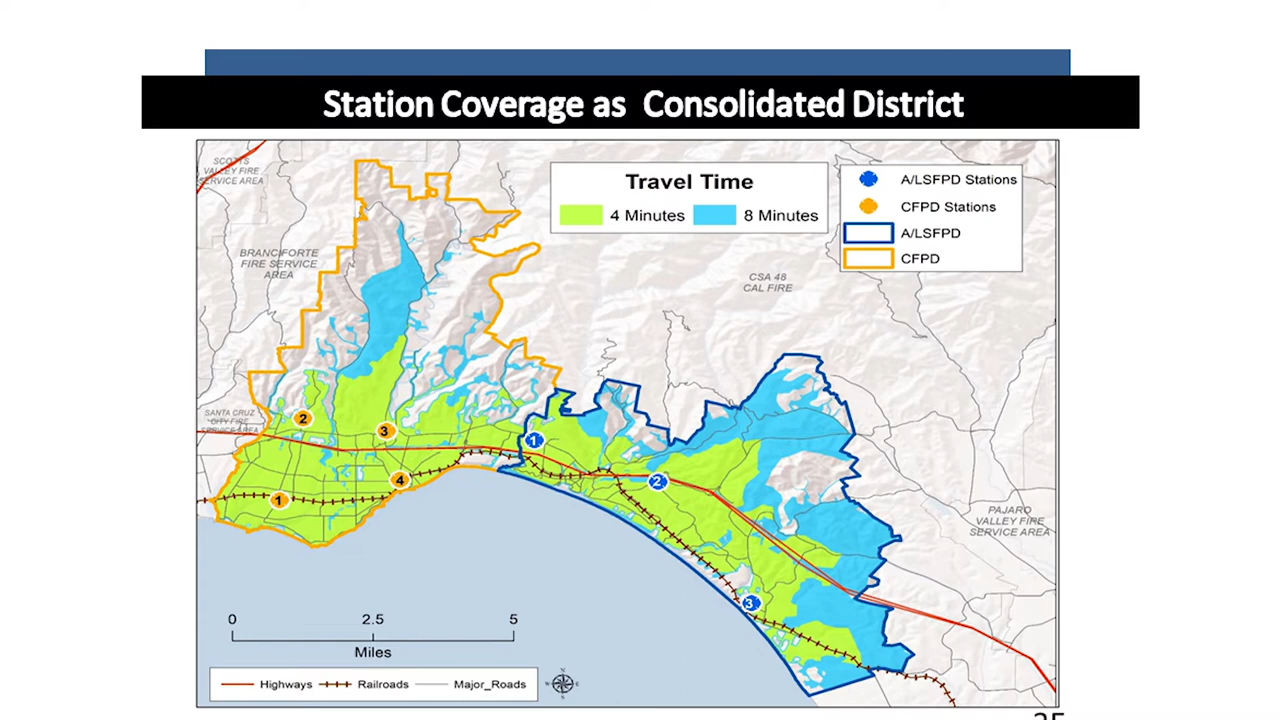 Station Coverage as Consolidated District
SCOTTS
VALLEY FIRE
SERVICE AREA
Travel Time
4 Minutes
8 Minutes
A/LSFPD Stations
CFPD Stations
A/LSFPD
CFPD
BRANCIFORTE
FIRE SERVICE
AREA
CSA 48
CAL FIRE
SANTA CRUZ
CITY FIRE
SERVICE AREA
2
3
1
4
1
2
3
PAJARO
VALLEY FIRE
SERVICE AREA
0 2.5 5
Miles
Highways
Railroads
Major_Roads
N
W E
S